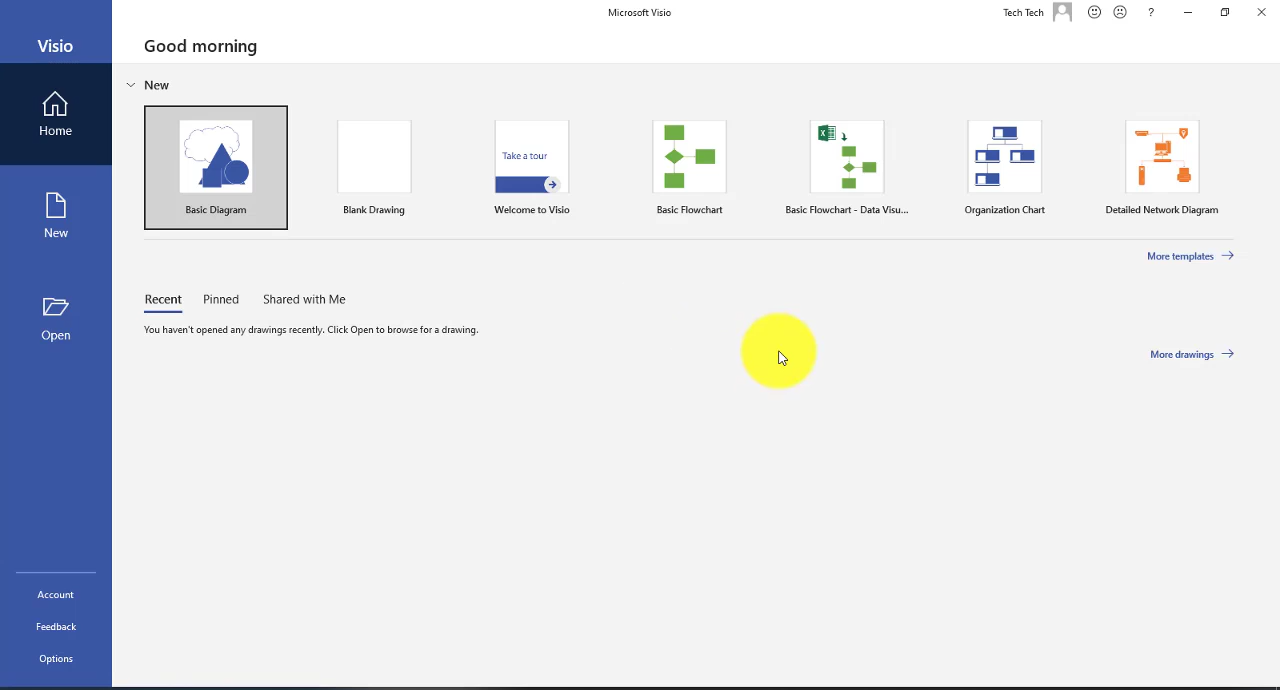 Microsoft Visio
Tech Tech
?
Visio
Good morning
Home
New
Open
New
Take a tour
Basic Diagram
Blank Drawing
Welcome to Visio
Basic Flowchart
Basic Flowchart - Data Visu...
Organization Chart
Detailed Network Diagram
More templates
Recent Pinned Shared with Me
You haven't opened any drawings recently. Click Open to browse for a drawing.
More drawings
Account
Feedback
Options